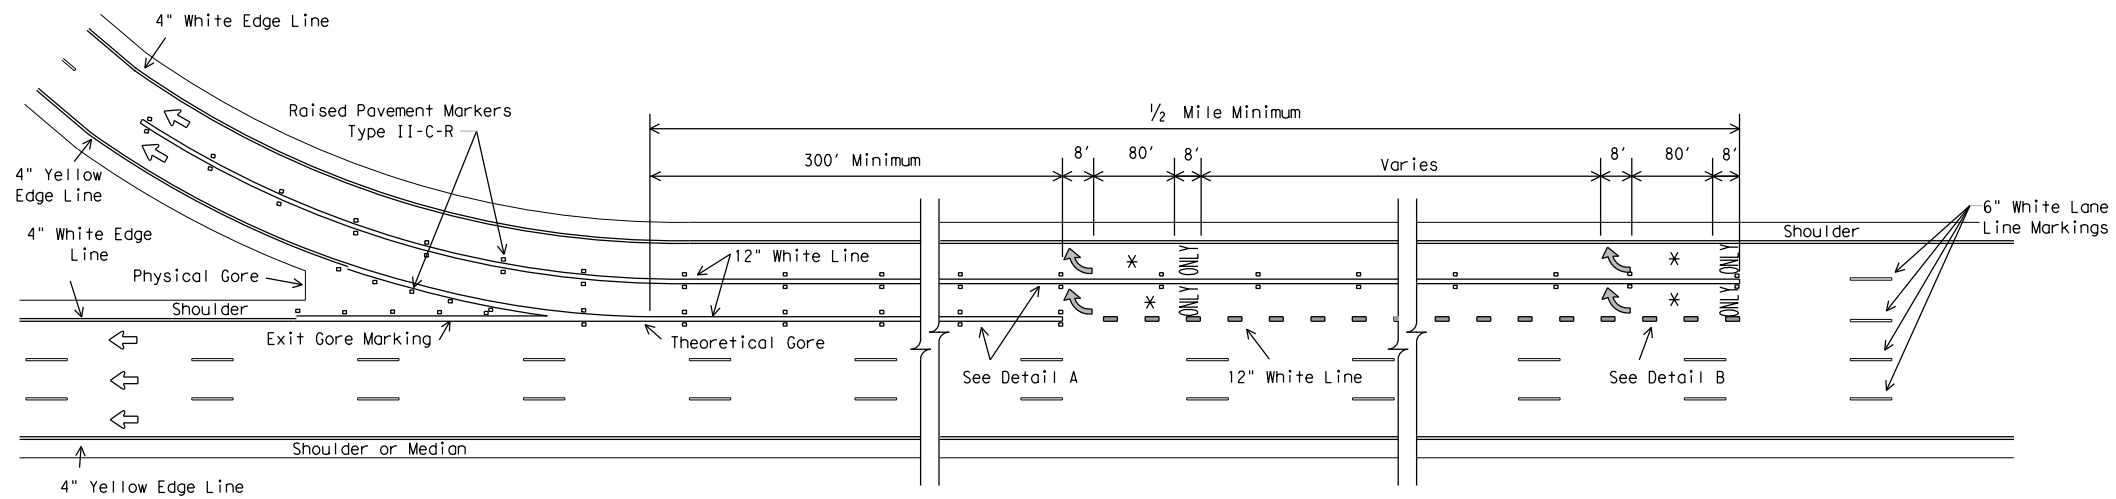 4" White Edge Line
Raised Pavement Markers
Type II-C-R
½ Mile Minimum
300' Minimum
8'
80'
8'
Varies
8'
80'
8'
4" Yellow
Edge Line
4" White Edge
Line
Physical Gore
Shoulder
12" White Line
ONLY
ONLY
*
*
ONLY
ONLY
*
*
Shoulder
6" White Lane
Line Markings
Exit Gore Marking
Theoretical Gore
See Detail A
12" White Line
See Detail B
Shoulder or Median
4" Yellow Edge Line